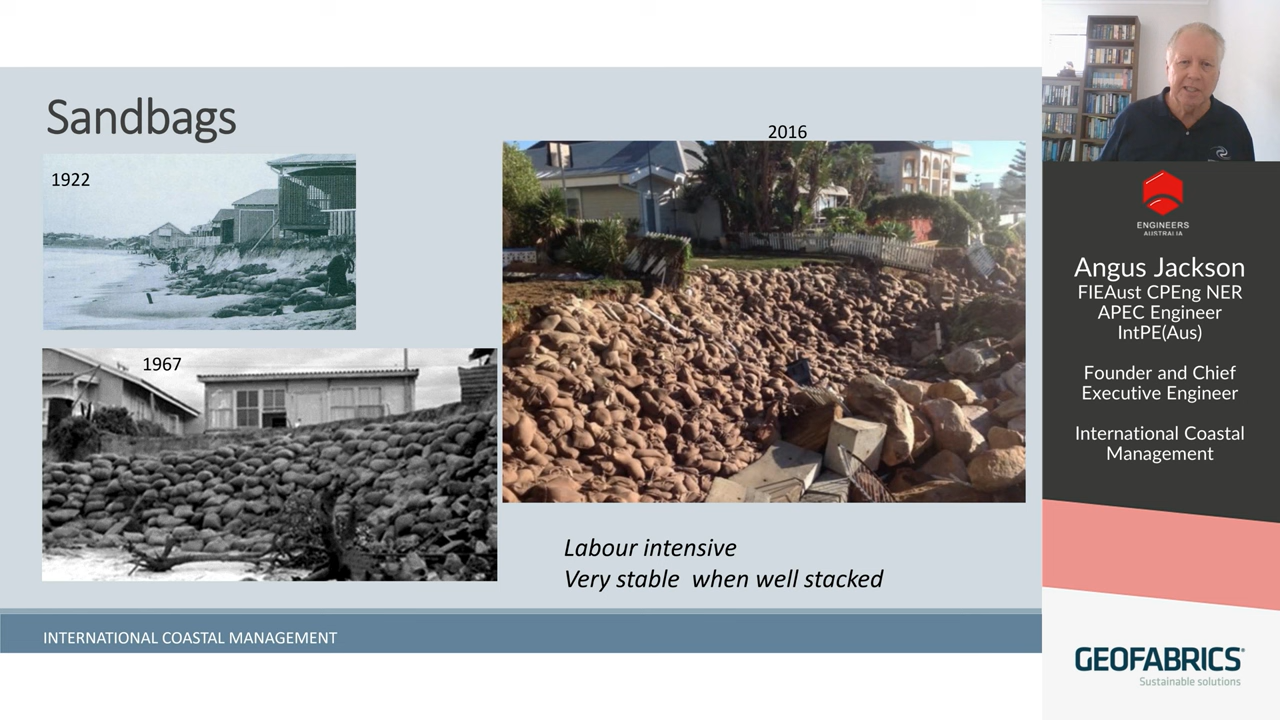 Sandbags
1922
1967
2016
Labour intensive
Very stable when well stacked
INTERNATIONAL COASTAL MANAGEMENT
ENGINEERS
AUSTRALIA
Angus Jackson
FIEAust CPEng NER
APEC Engineer
IntPE(Aus)
Founder and Chief
Executive Engineer
International Coastal
Management
GEOFABRICS
Sustainable solutions